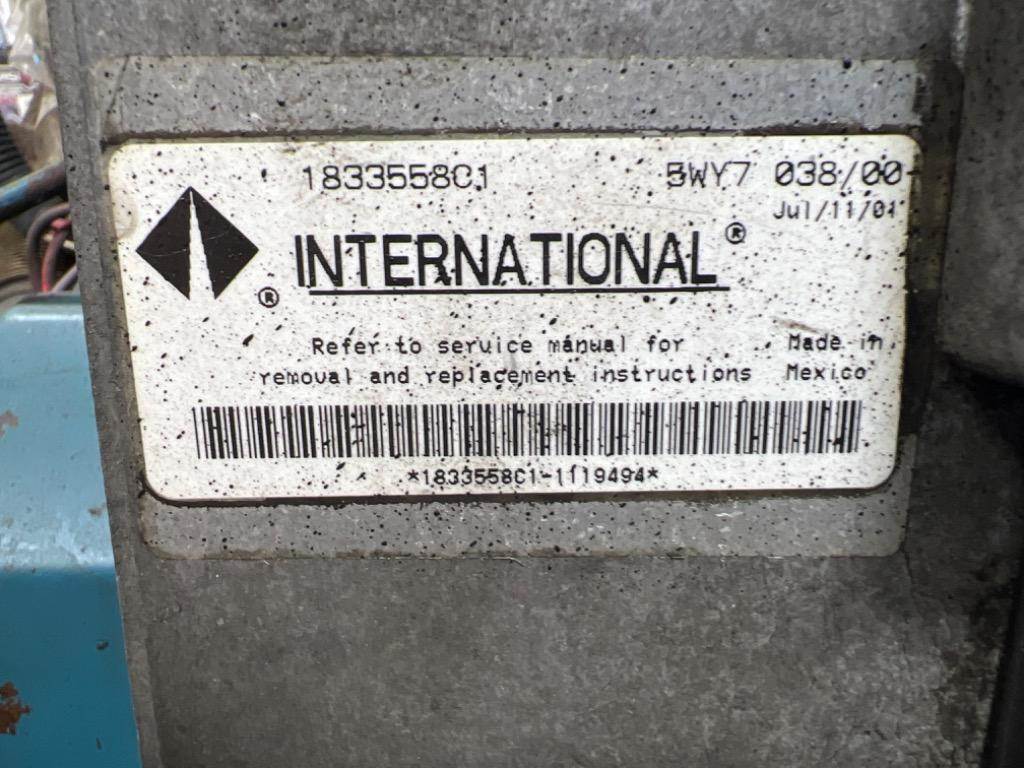 1833558C1 5WY7 038/00
Jul/11/01
® INTERNATIONAL ®
Refer to service manual for Made in
removal and replacement instructions Mexico
*1833558C1-1119494*